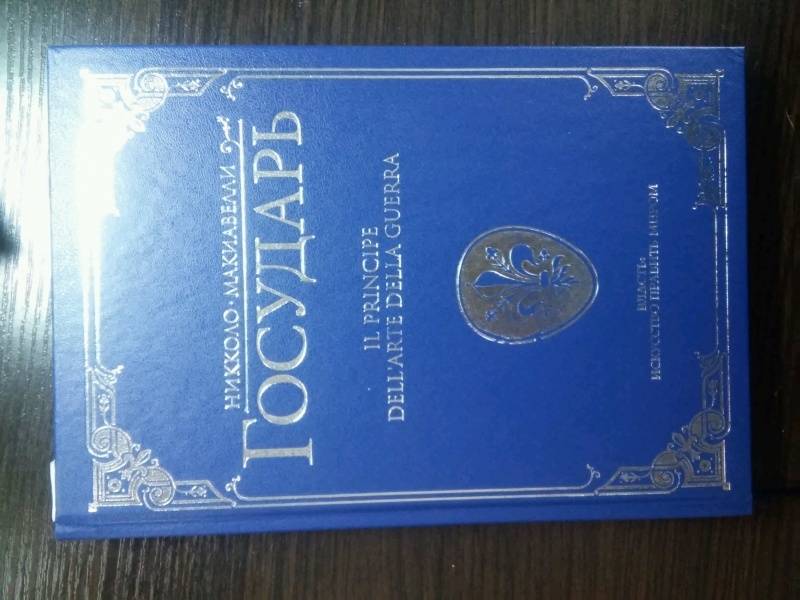 НИККОЛО · МАКИАВЕЛЛИ
ГОСУДАРЬ
IL PRINCIPE
DELL'ARTE DELLA GUERRA
ВЛАСТЬ:
ИСКУССТВО ПРАВИТЬ МИРОМ